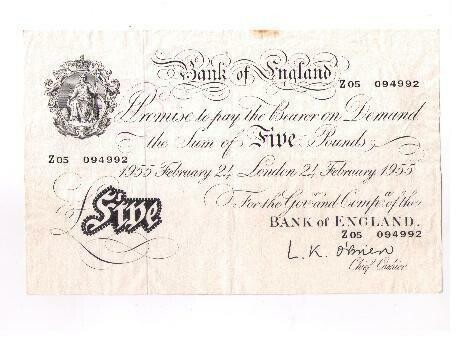 Bank of England
Z05 094992
I Promise to pay the Bearer on Demand
the Sum of Five Pounds
Z05 094992
1955 February 24 London 24 February 1955
For the Govr. and Compa. of the
£Five
BANK OF ENGLAND.
Z05 094992
L. K. O'Brien
Chief Cashier